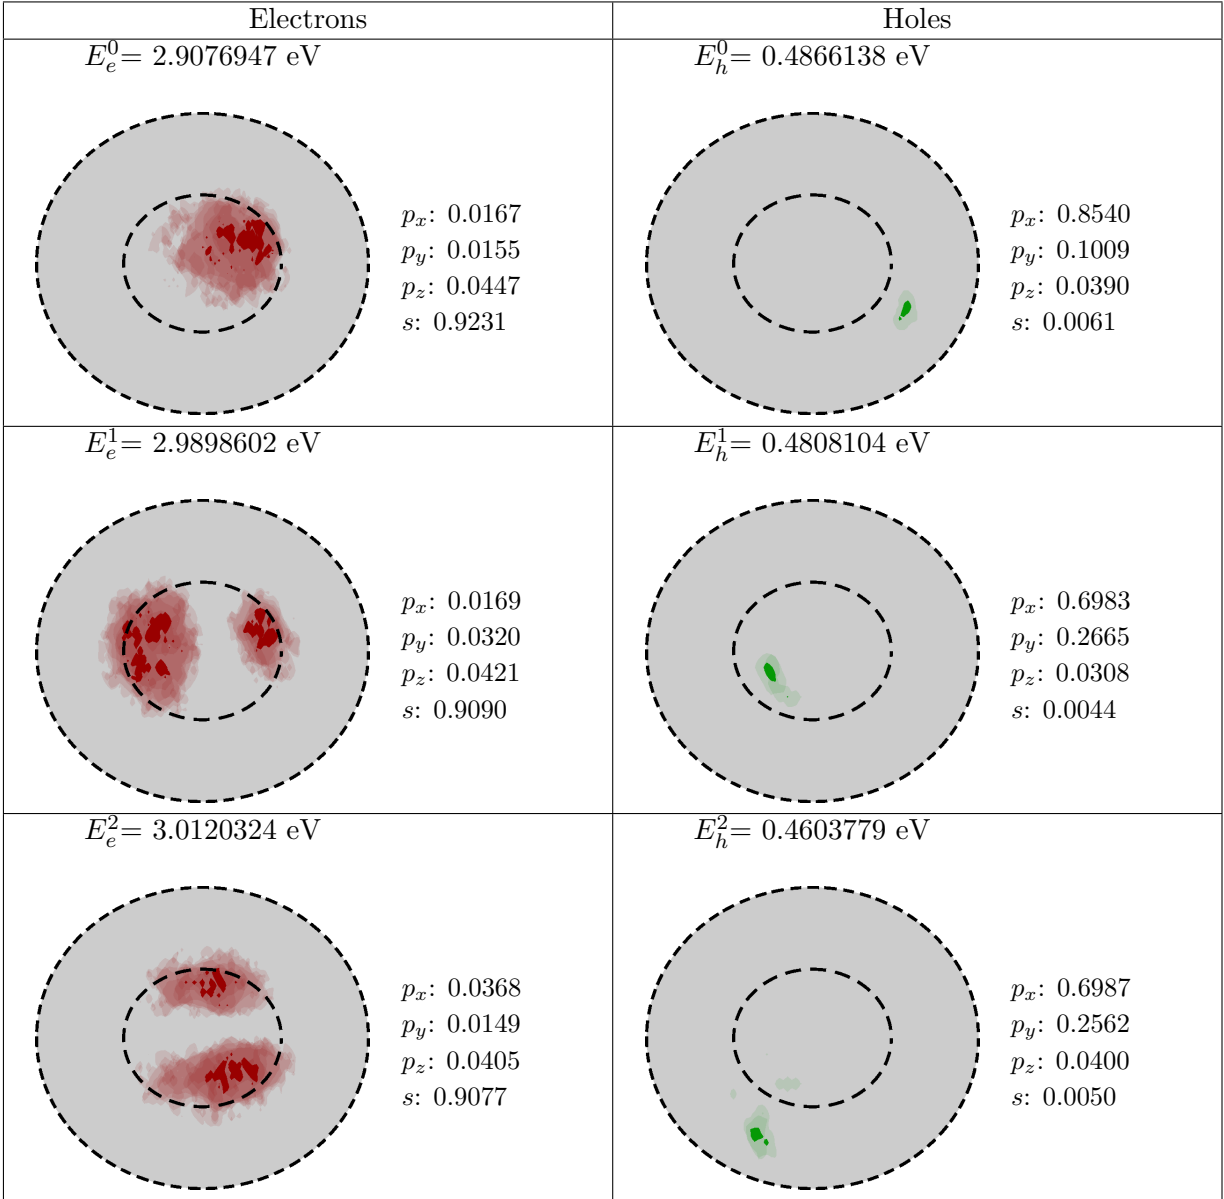 Electrons
Holes
E_e^0= 2.9076947 eV
p_x: 0.0167
p_y: 0.0155
p_z: 0.0447
s: 0.9231
E_h^0= 0.4866138 eV
p_x: 0.8540
p_y: 0.1009
p_z: 0.0390
s: 0.0061
E_e^1= 2.9898602 eV
p_x: 0.0169
p_y: 0.0320
p_z: 0.0421
s: 0.9090
E_h^1= 0.4808104 eV
p_x: 0.6983
p_y: 0.2665
p_z: 0.0308
s: 0.0044
E_e^2= 3.0120324 eV
p_x: 0.0368
p_y: 0.0149
p_z: 0.0405
s: 0.9077
E_h^2= 0.4603779 eV
p_x: 0.6987
p_y: 0.2562
p_z: 0.0400
s: 0.0050